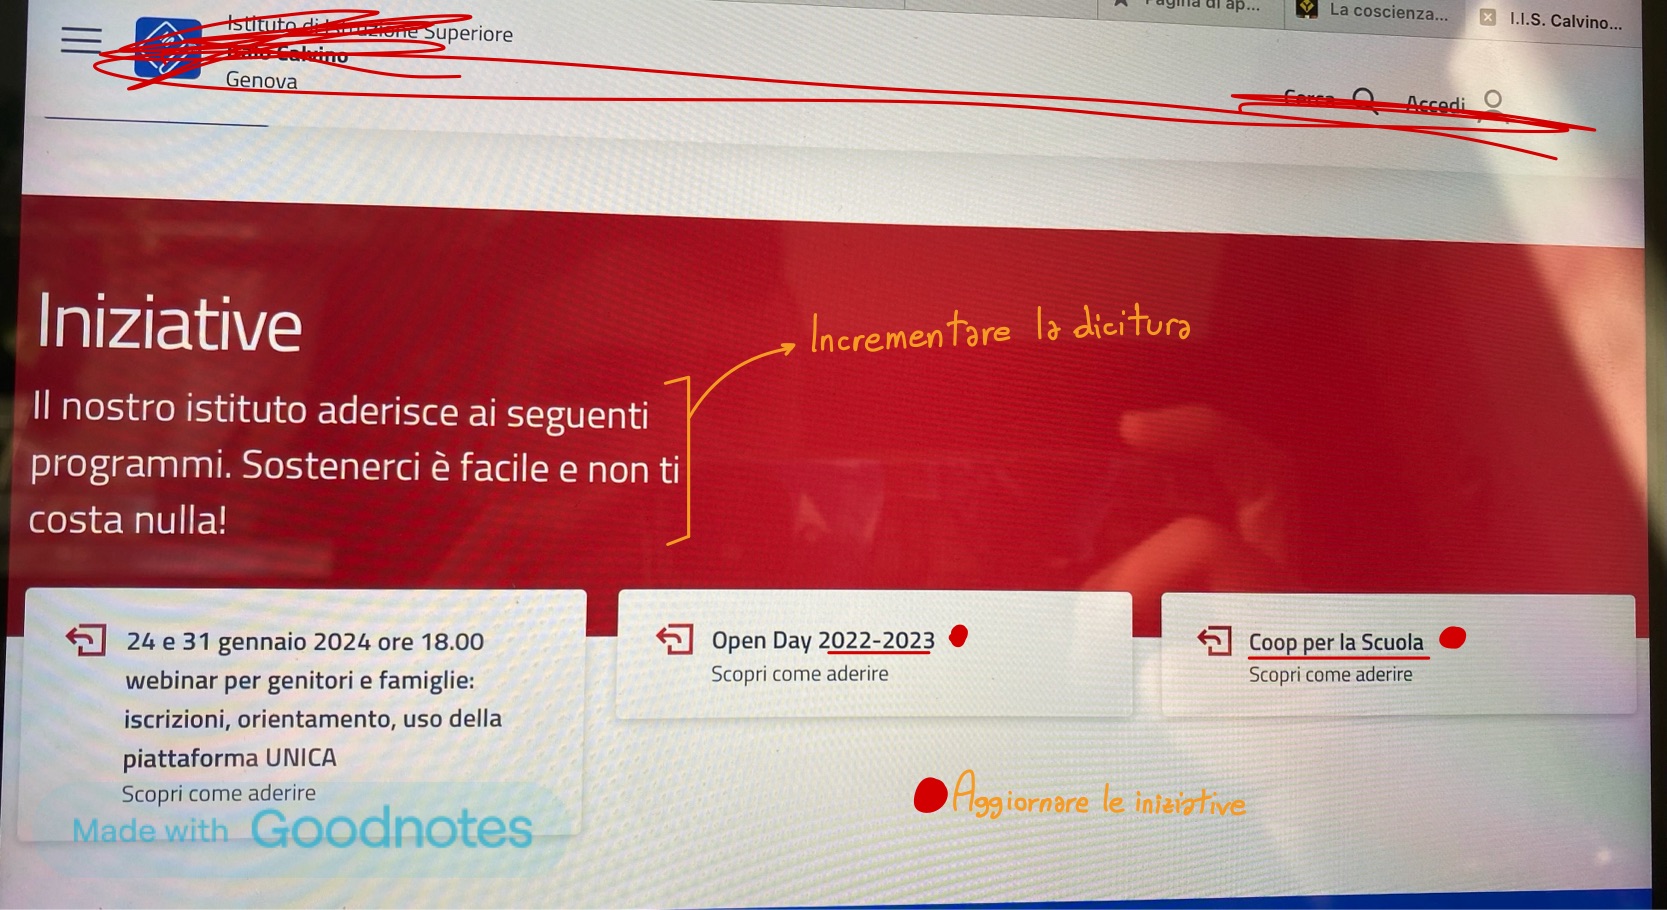 Pagina di ap...
La coscienza...
I.I.S. Calvino...
Istituto di Istruzione Superiore
Italo Calvino
Genova
Cerca
Accedi
Iniziative
Incrementare la dicitura
Il nostro istituto aderisce ai seguenti
programmi. Sostenerci è facile e non ti
costa nulla!
24 e 31 gennaio 2024 ore 18.00
webinar per genitori e famiglie:
iscrizioni, orientamento, uso della
piattaforma UNICA
Scopri come aderire
Open Day 2022-2023
Scopri come aderire
Coop per la Scuola
Scopri come aderire
Aggiornare le iniziative
Made with Goodnotes